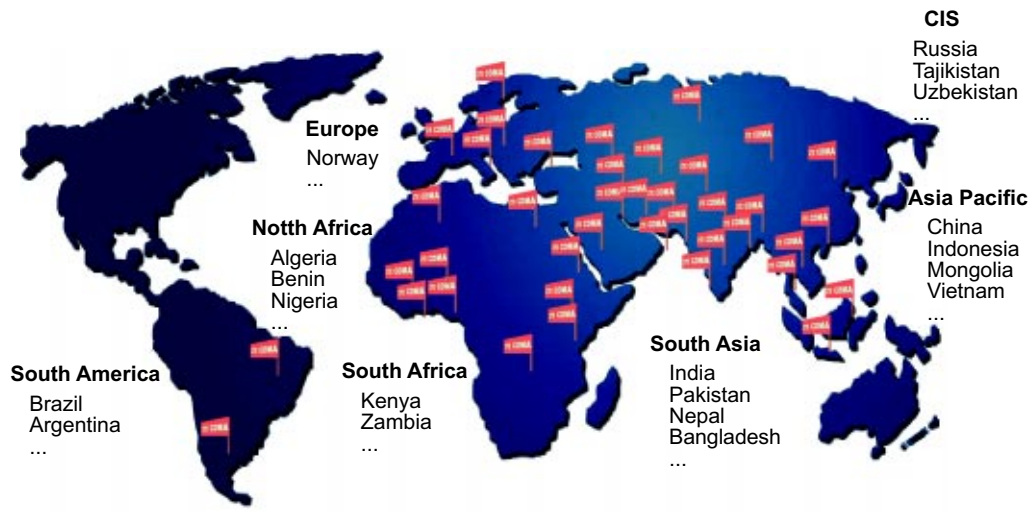 CIS
Russia
Tajikistan
Uzbekistan
...
Europe
Norway
...
Asia Pacific
China
Indonesia
Mongolia
Vietnam
...
Notth Africa
Algeria
Benin
Nigeria
...
South America
Brazil
Argentina
...
South Africa
Kenya
Zambia
...
South Asia
India
Pakistan
Nepal
Bangladesh
...